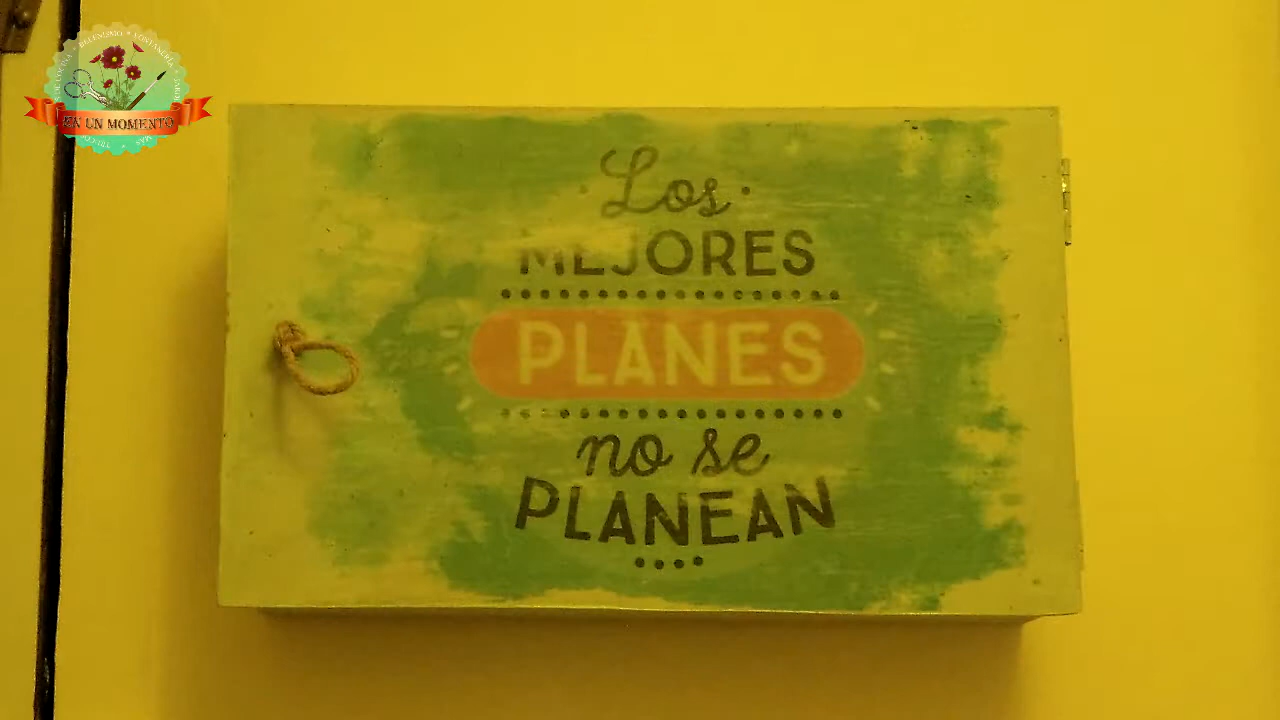 EN UN MOMENTO
· Los ·
MEJORES
PLANES
no se
PLANEAN